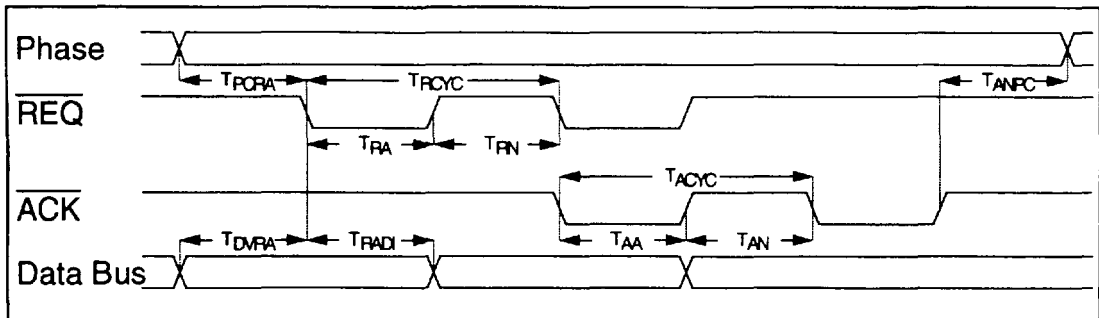 Phase
TPCRA TRCYC TANPC
REQ
TRA TRN
TACYC
ACK
TDVRA TRADI TAA TAN
Data Bus